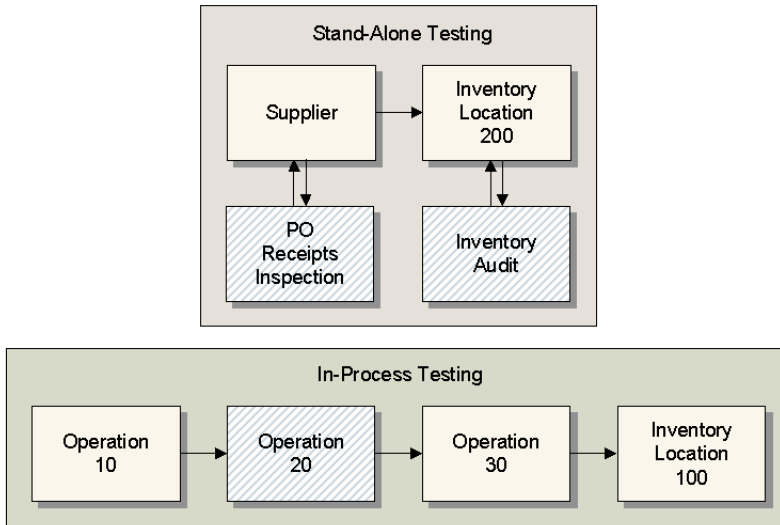 Stand-Alone Testing
Supplier
Inventory
Location
200
PO
Receipts
Inspection
Inventory
Audit
In-Process Testing
Operation
10
Operation
20
Operation
30
Inventory
Location
100